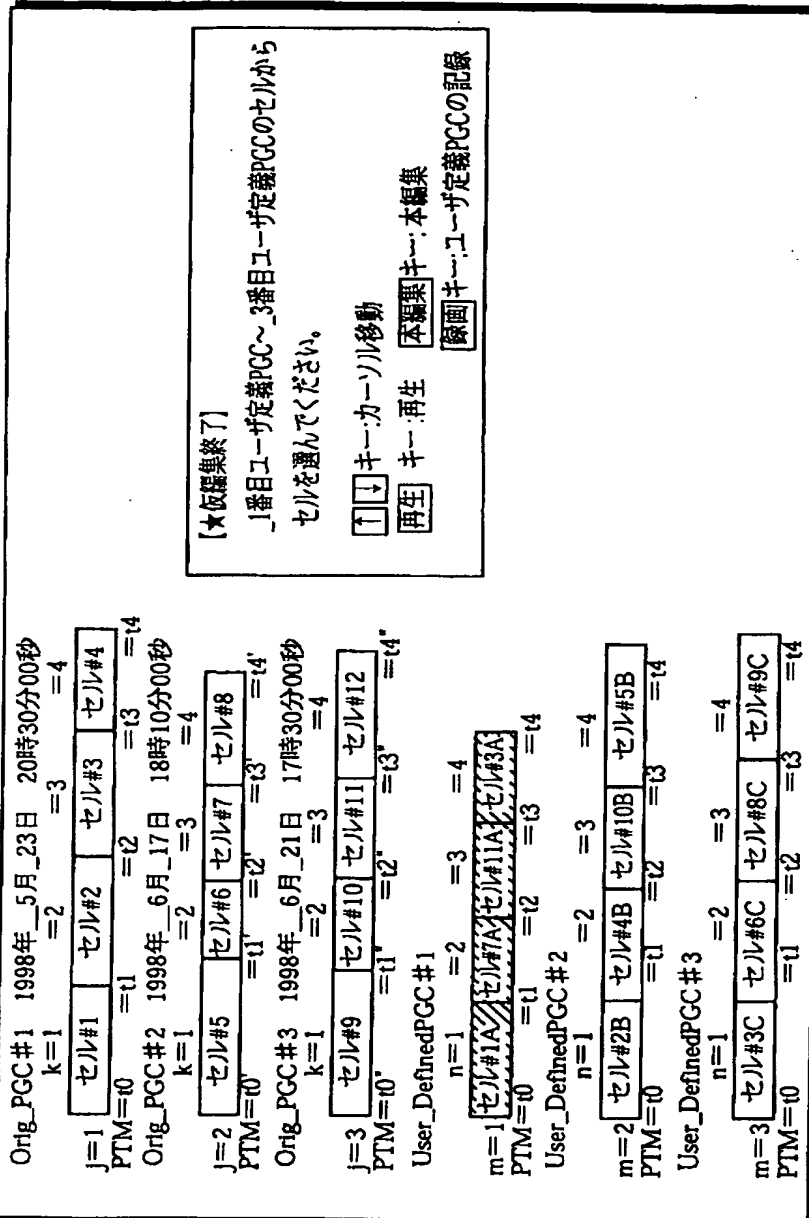 Orig_PGC#1 1998年__5月_23日 20時30分00秒
k=1 =2 =3 =4
j=1 セル#1 セル#2 セル#3 セル#4
PTM=t0 =t1 =t2 =t3 =t4
Orig_PGC#2 1998年__6月_17日 18時10分00秒
k=1 =2 =3 =4
j=2 セル#5 セル#6 セル#7 セル#8
PTM=t0' =t1' =t2' =t3' =t4'
Orig_PGC#3 1998年__6月_21日 17時30分00秒
k=1 =2 =3 =4
j=3 セル#9 セル#10 セル#11 セル#12
PTM=t0" =t1" =t2" =t3" =t4"
User_DefinedPGC#1
n=1 =2 =3 =4
m=1 セル#1A セル#7A セル#11A セル#3A
PTM=t0 =t1 =t2 =t3 =t4
User_DefinedPGC#2
n=1 =2 =3 =4
m=2 セル#2B セル#4B セル#10B セル#5B
PTM=t0 =t1 =t2 =t3 =t4
User_DefinedPGC#3
n=1 =2 =3 =4
m=3 セル#3C セル#6C セル#8C セル#9C
PTM=t0 =t1 =t2 =t3 =t4
【★仮編集終了】
_1番目ユーザ定義PGC~_3番目ユーザ定義PGCのセルから
セルを選んでください。
↑ ↓ キー:カーソル移動
再生 キー:再生 本編集 キー:本編集
録画 キー:ユーザ定義PGCの記録